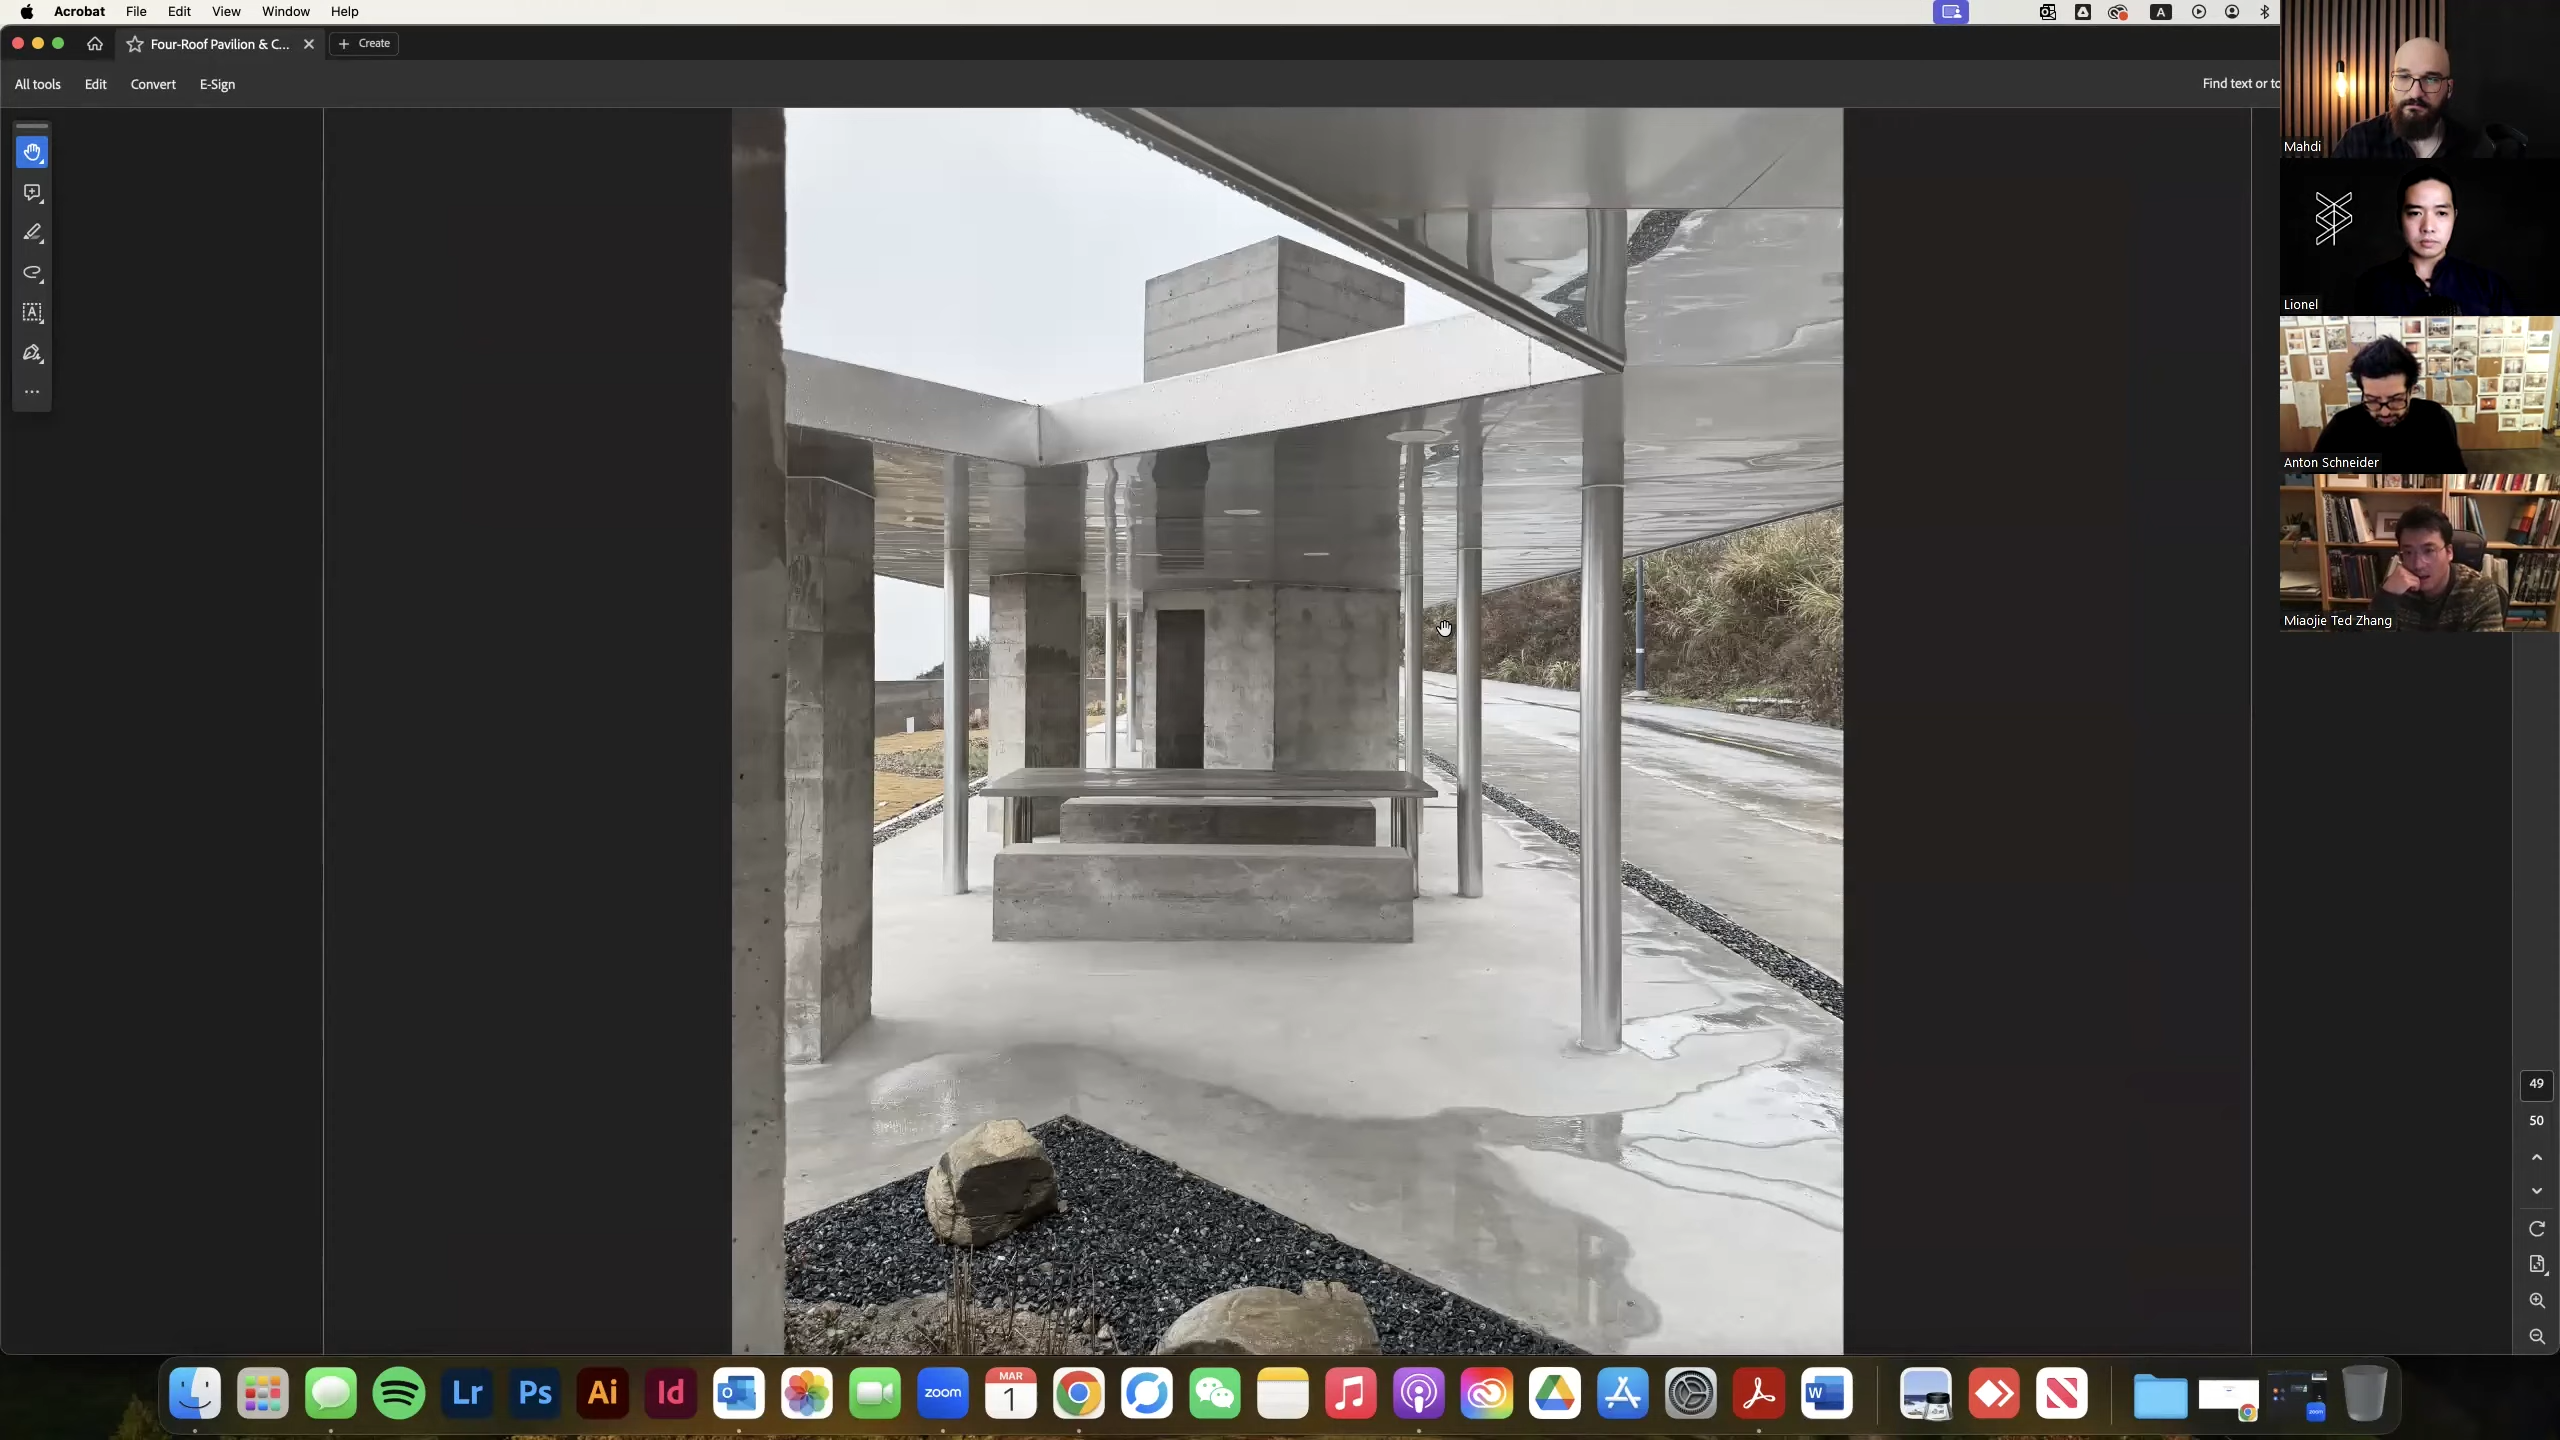 Acrobat File Edit View Window Help
A
Four-Roof Pavilion & C...
Create
All tools Edit Convert E-Sign
Find text or to
Mahdi
Lionel
Anton Schneider
Miaojie Ted Zhang
A
49
50
Lr
Ps
Ai
Id
O
zoom
MAR
1
W
zoom